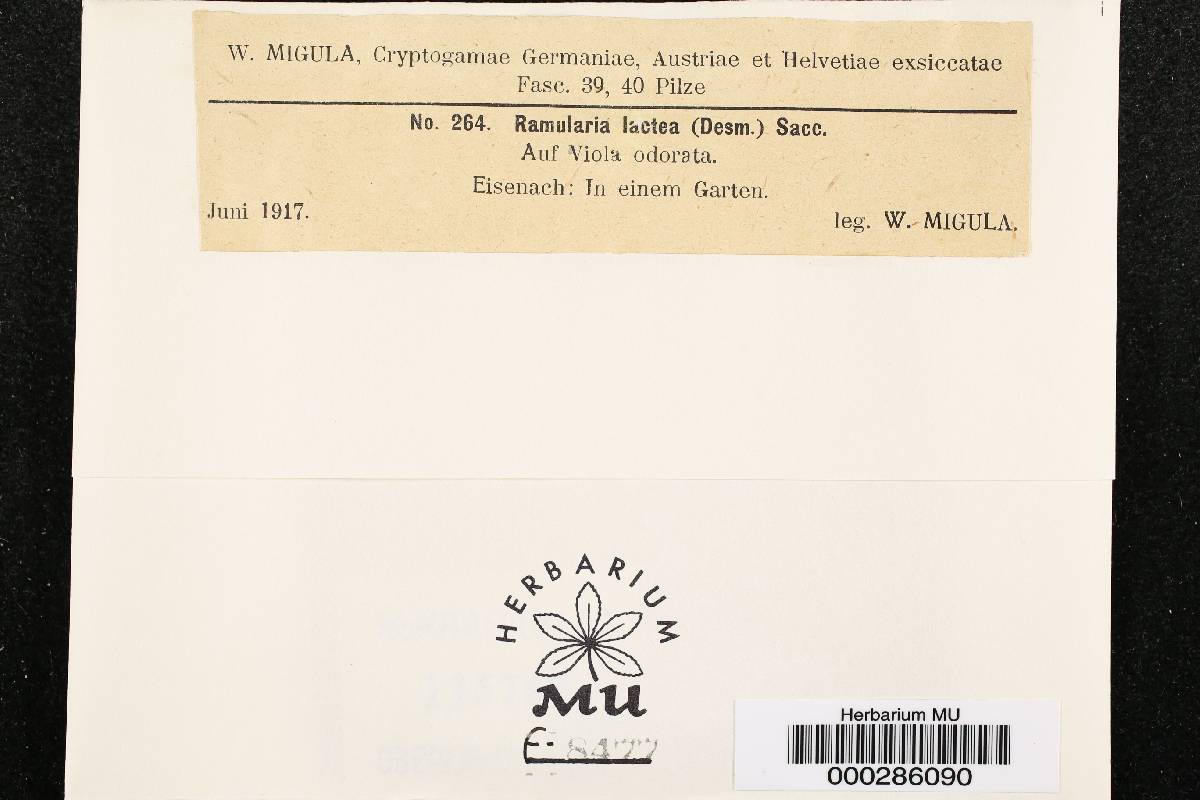 W. MIGULA, Cryptogamae Germaniae, Austriae et Helvetiae exsiccatae
Fasc. 39, 40 Pilze
No. 264. Ramularia lactea (Desm.) Sacc.
Auf Viola odorata.
Eisenach: In einem Garten.
Juni 1917.
leg. W. MIGULA.
HERBARIUM
MU
F. 8477
Herbarium MU
000286090